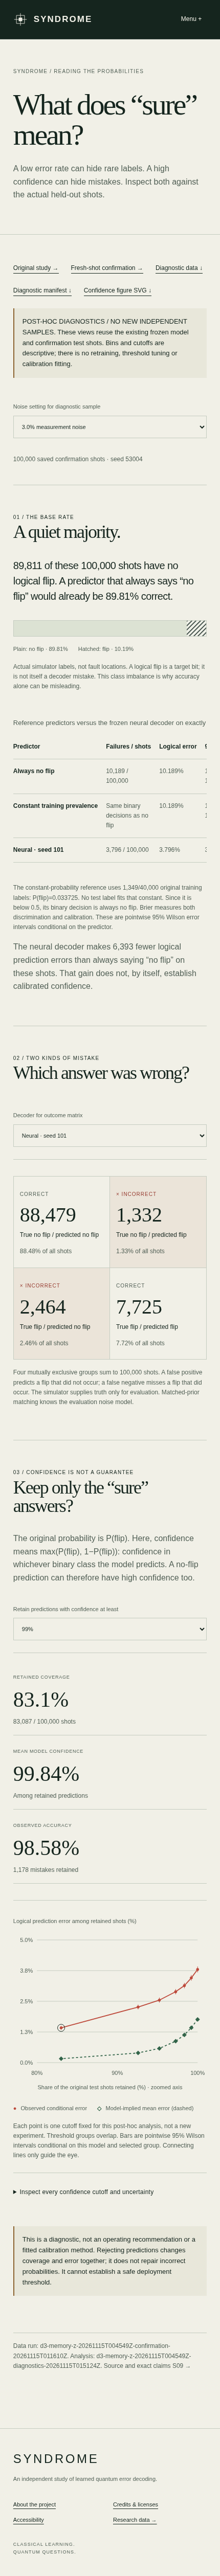 SYNDROME
Menu +
SYNDROME / READING THE PROBABILITIES
What does “sure”
mean?
A low error rate can hide rare labels. A high
confidence can hide mistakes. Inspect both against
the actual held-out shots.
Original study →
Fresh-shot confirmation →
Diagnostic data ↓
Diagnostic manifest ↓
Confidence figure SVG ↓
POST-HOC DIAGNOSTICS / NO NEW INDEPENDENT
SAMPLES. These views reuse the existing frozen model
and confirmation test shots. Bins and cutoffs are
descriptive; there is no retraining, threshold tuning or
calibration fitting.
Noise setting for diagnostic sample
3.0% measurement noise
100,000 saved confirmation shots · seed 53004
01 / THE BASE RATE
A quiet majority.
89,811 of these 100,000 shots have no
logical flip. A predictor that always says “no
flip” would already be 89.81% correct.
Plain: no flip · 89.81%
Hatched: flip · 10.19%
Actual simulator labels, not faulted locations. A logical flip is a target bit; it
is not itself a decoder mistake. This class imbalance is why accuracy
alone can be misleading.
Reference predictors versus the frozen neural decoder on exactly
Predictor Failures / shots Logical error
Always no flip 10,189 / 10.189%
100,000
Constant training prevalence Same binary 10.189%
decisions as no
flip
Neural · seed 101 3,796 / 100,000 3.796%
The constant-probability reference uses 1,349/40,000 original training
labels: P(flip)=0.033725. No test label fits that constant. Since it is
below 0.5, its binary decision is always no flip. Brier measures both
discrimination and calibration. These are pointwise 95% Wilson error
intervals conditional on the predictor.
The neural decoder makes 6,393 fewer logical
prediction errors than always saying “no flip” on
these shots. That gain does not, by itself, establish
calibrated confidence.
02 / TWO KINDS OF MISTAKE
Which answer was wrong?
Decoder for outcome matrix
Neural · seed 101
CORRECT
88,479
True no flip / predicted no flip
88.48% of all shots
× INCORRECT
1,332
True no flip / predicted flip
1.33% of all shots
× INCORRECT
2,464
True flip / predicted no flip
2.46% of all shots
CORRECT
7,725
True flip / predicted flip
7.72% of all shots
Four mutually exclusive groups sum to 100,000 shots. A false positive
predicts a flip that did not occur; a false negative misses a flip that did
occur. The simulator supplies truth only for evaluation. Matched-prior
matching knows the evaluation noise model.
03 / CONFIDENCE IS NOT A GUARANTEE
Keep only the “sure”
answers?
The original probability is P(flip). Here, confidence
means max(P(flip), 1−P(flip)): confidence in
whichever binary class the model predicts. A no-flip
prediction can therefore have high confidence too.
Retain predictions with confidence at least
99%
RETAINED COVERAGE
83.1%
83,087 / 100,000 shots
MEAN MODEL CONFIDENCE
99.84%
Among retained predictions
OBSERVED ACCURACY
98.58%
1,178 mistakes retained
Logical prediction error among retained shots (%)
5.0%
3.8%
2.5%
1.3%
0.0%
80%
90%
100%
Share of the original test shots retained (%) · zoomed axis
Observed conditional error
Model-implied mean error (dashed)
Each point is one cutoff fixed for this post-hoc analysis, not a new
experiment. Threshold groups overlap. Bars are pointwise 95% Wilson
intervals conditional on this model and selected group. Connecting
lines only guide the eye.
Inspect every confidence cutoff and uncertainty
This is a diagnostic, not an operating recommendation or a
fitted calibration method. Rejecting predictions changes
coverage and error together; it does not repair incorrect
probabilities. It cannot establish a safe deployment
threshold.
Data run: d3-memory-z-20261115T004549Z-confirmation-
20261115T011610Z. Analysis: d3-memory-z-20261115T004549Z-
diagnostics-20261115T015124Z. Source and exact claims S09 →
SYNDROME
An independent study of learned quantum error decoding.
About the project
Credits & licenses
Accessibility
Research data →
CLASSICAL LEARNING.
QUANTUM QUESTIONS.